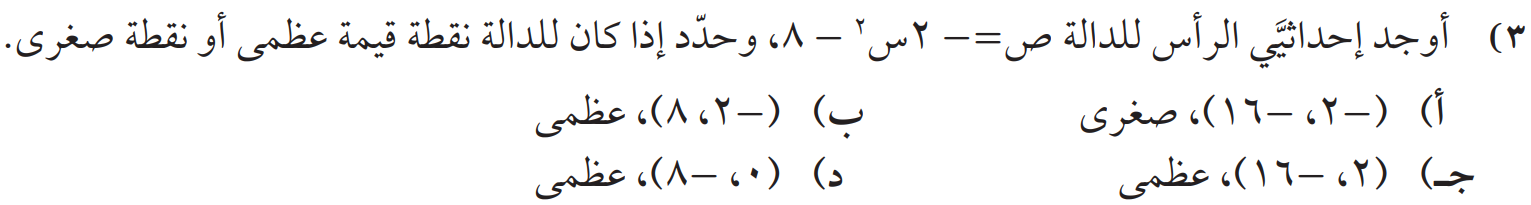 ٣) أوجد إحداثيَّي الرأس للدالة ص = – ٢س٢ – ٨، وحدّد إذا كان للدالة نقطة قيمة عظمى أو نقطة صغرى.
أ) (–٢، –١٦)، صغرى ب) (–٢، ٨)، عظمى
جـ) (٢، –١٦)، عظمى د) (٠، –٨)، عظمى